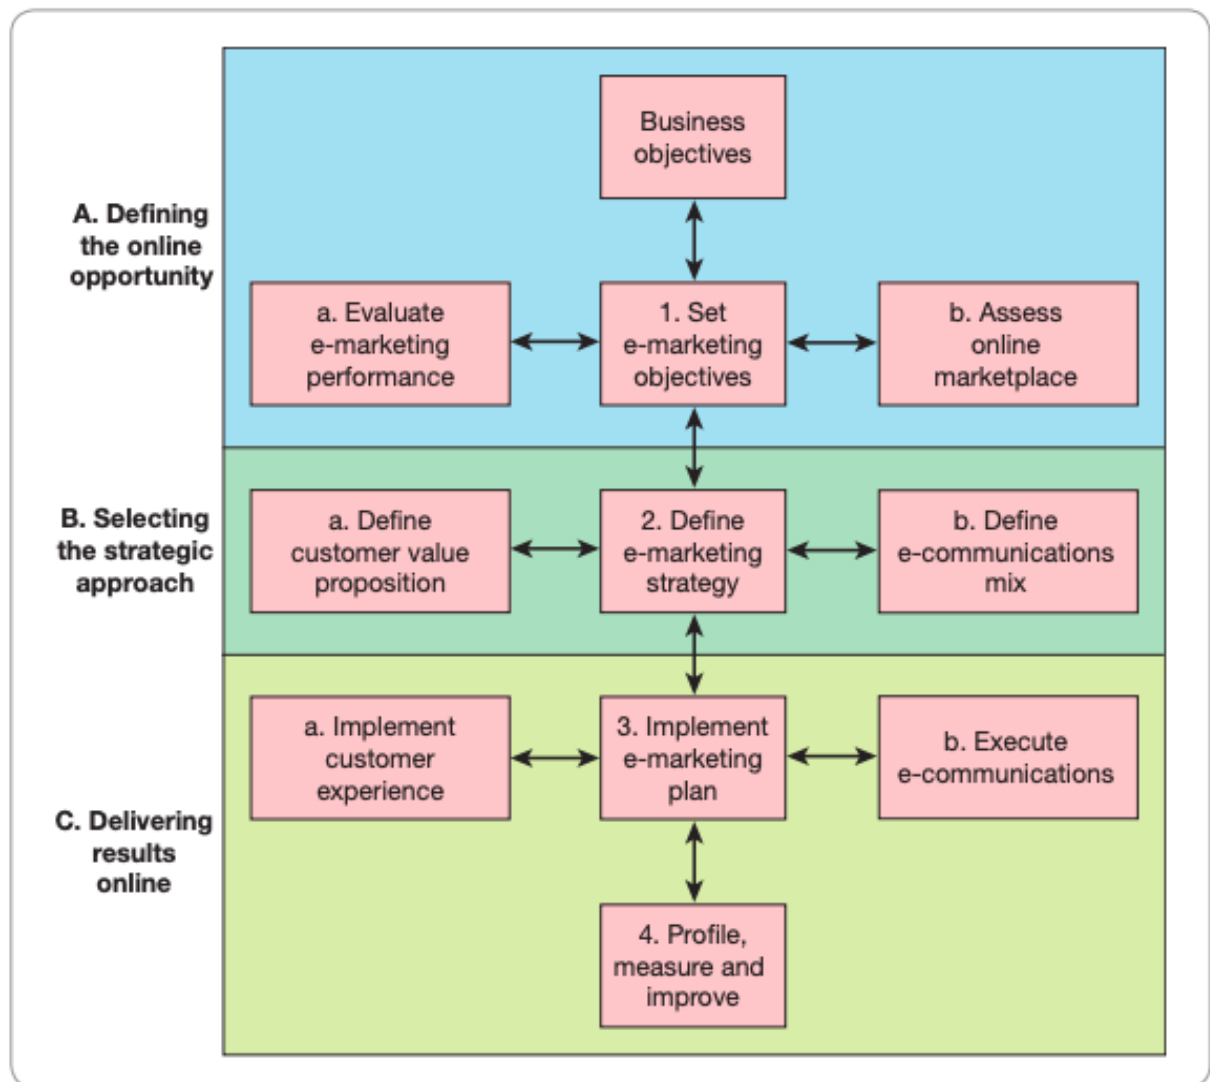 Business
objectives
A. Defining
the online
opportunity
a. Evaluate
e-marketing
performance
1. Set
e-marketing
objectives
b. Assess
online
marketplace
B. Selecting
the strategic
approach
a. Define
customer value
proposition
2. Define
e-marketing
strategy
b. Define
e-communications
mix
C. Delivering
results
online
a. Implement
customer
experience
3. Implement
e-marketing
plan
b. Execute
e-communications
4. Profile,
measure and
improve